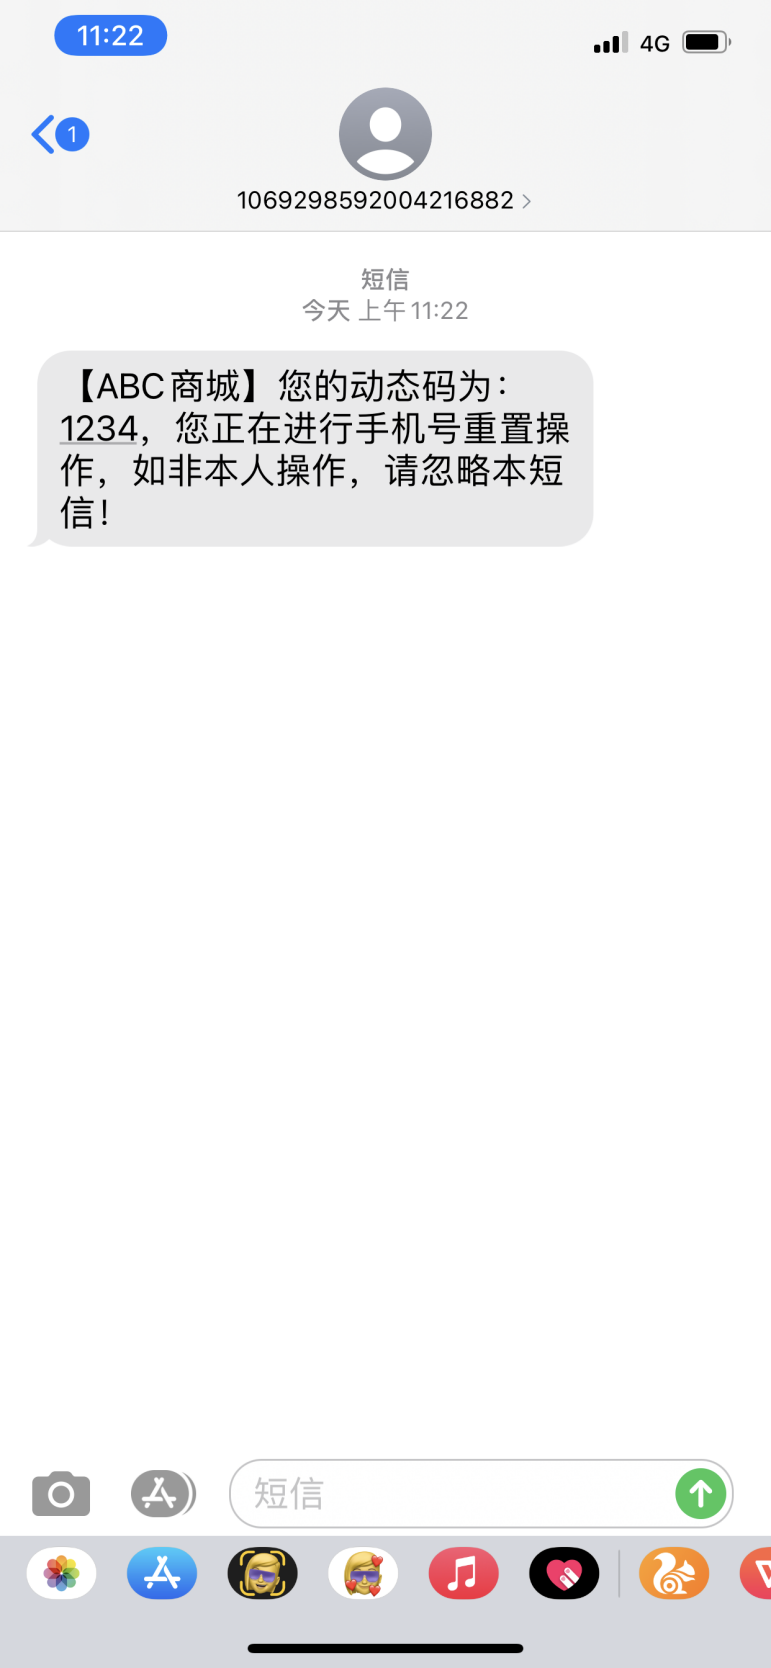 11:22
4G
1
1069298592004216882
短信
今天 上午 11:22
【ABC商城】您的动态码为：
1234，您正在进行手机号重置操
作，如非本人操作，请忽略本短
信！
短信